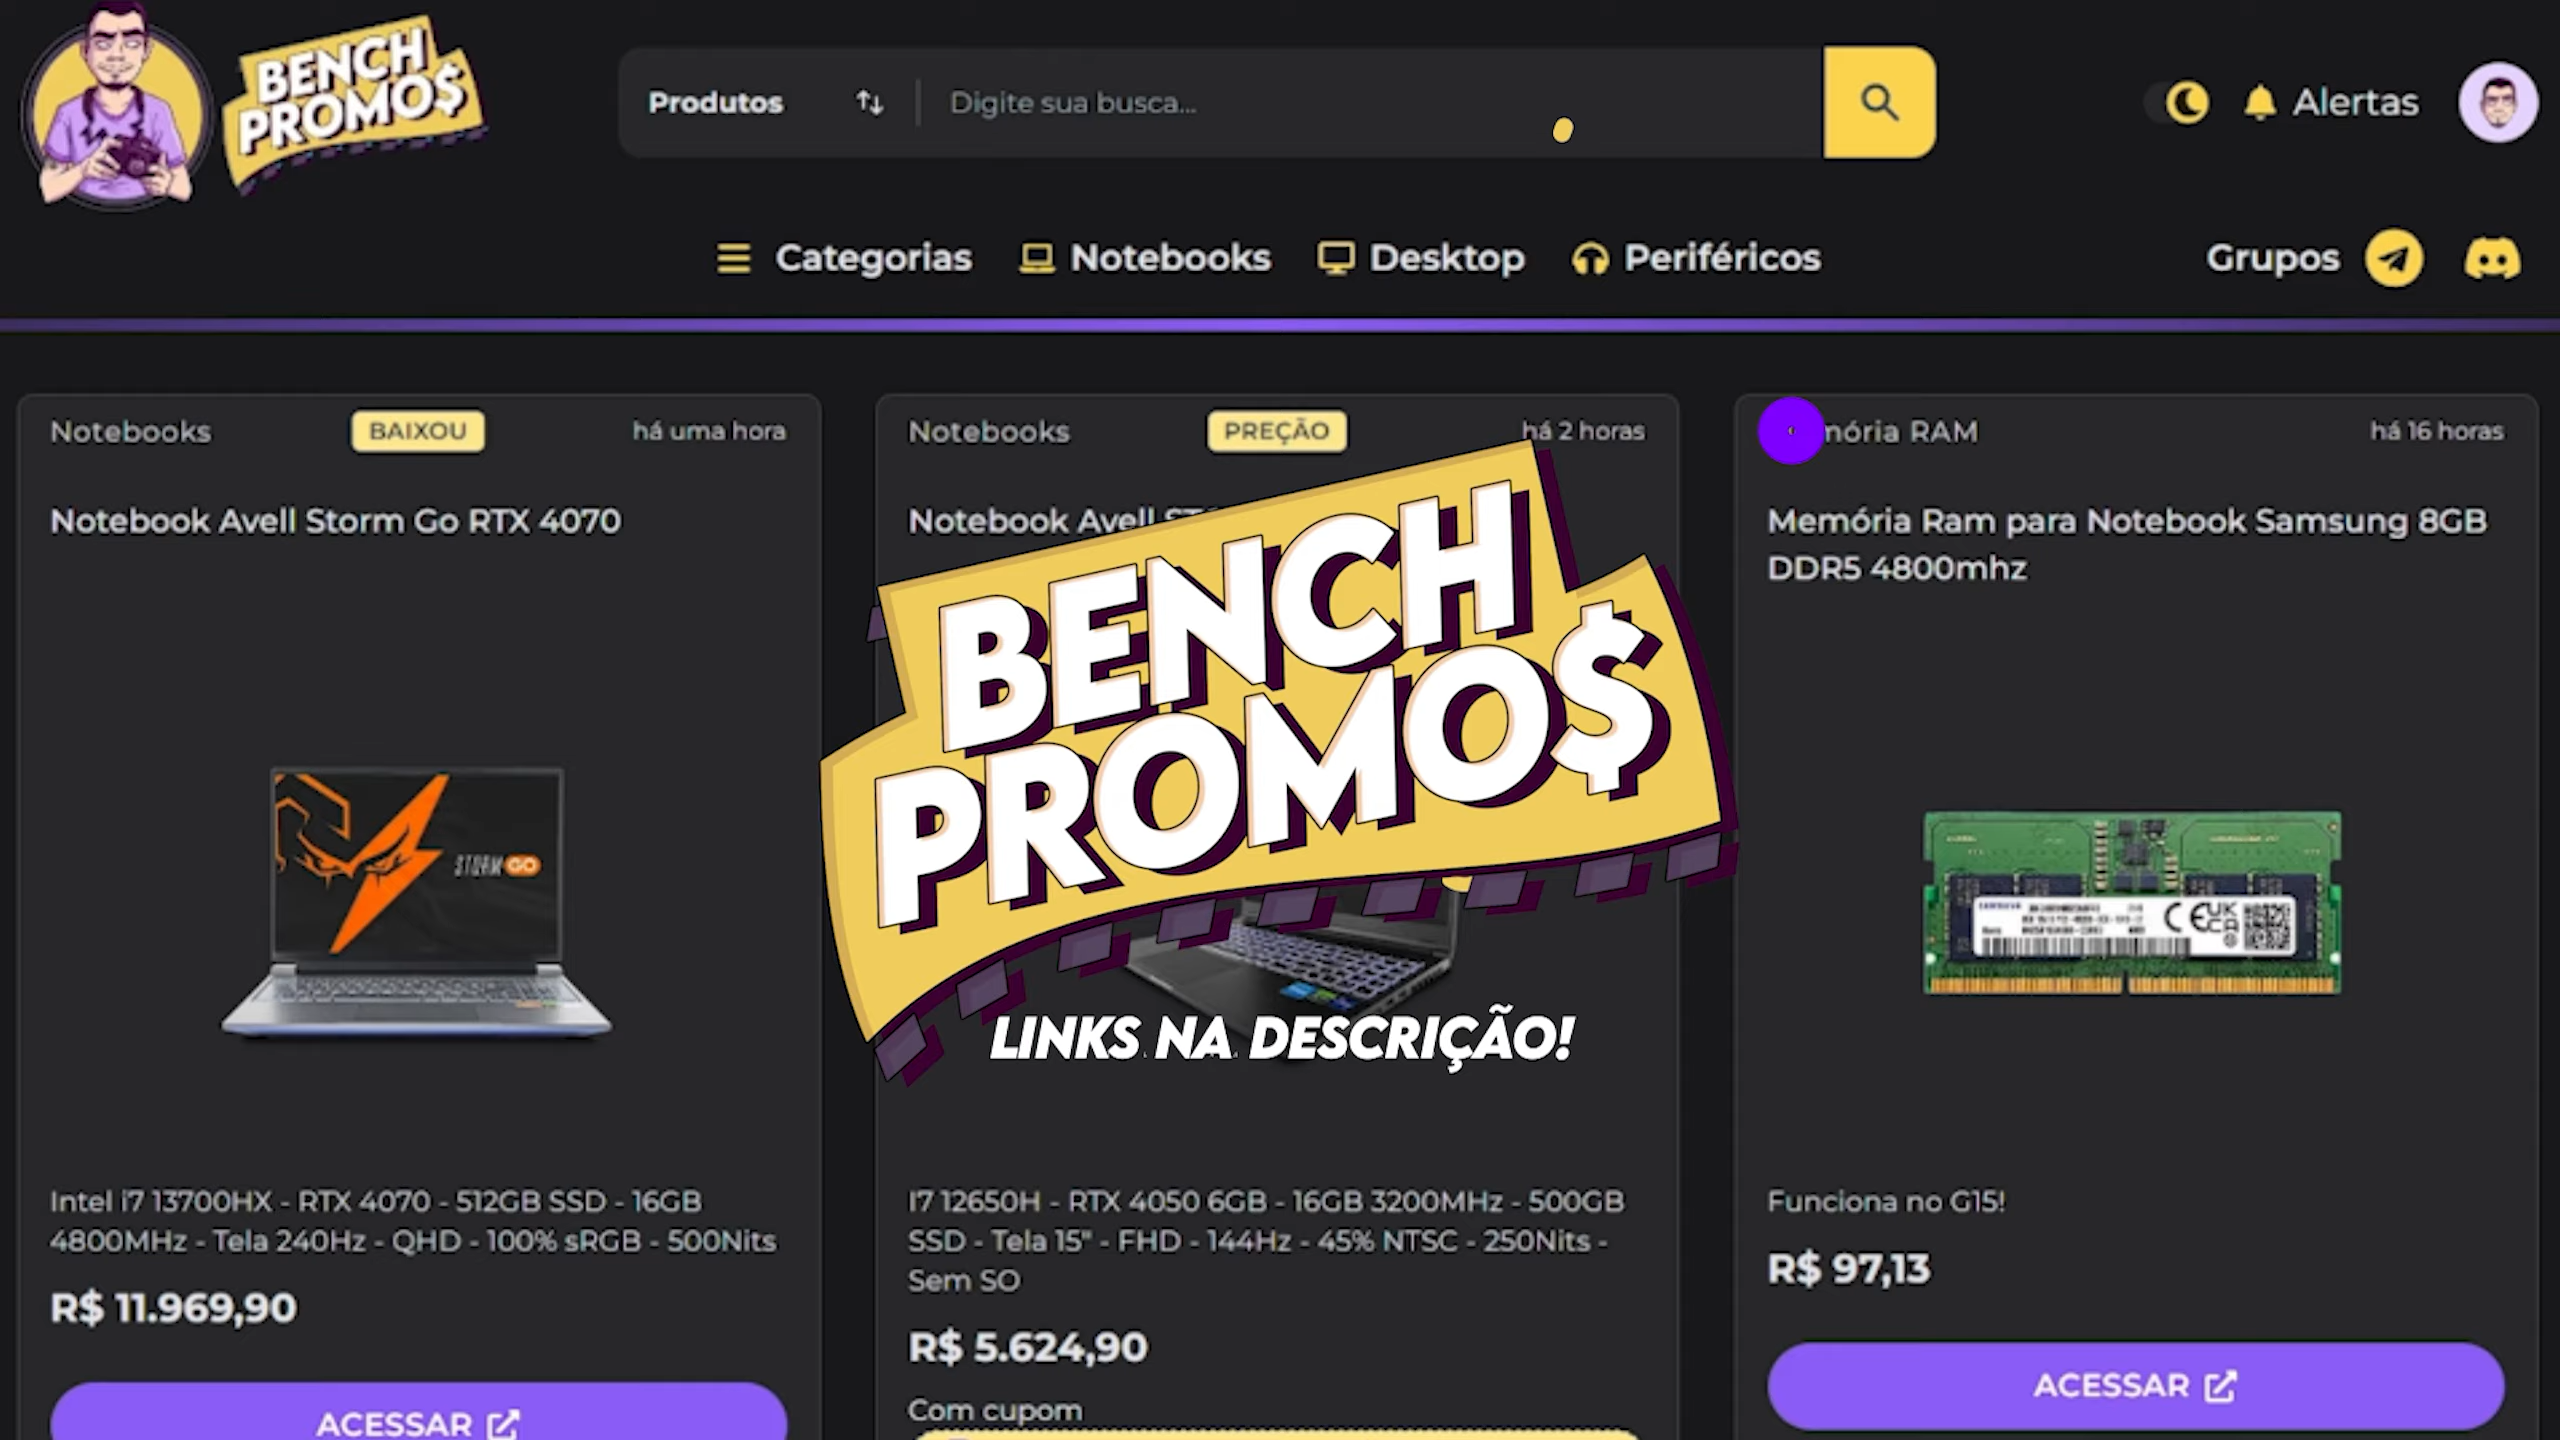 BENCH
PROMO$
Produtos
Digite sua busca...
Alertas
Categorias
Notebooks
Desktop
Periféricos
Grupos
Notebooks
BAIXOU
há uma hora
Notebook Avell Storm Go RTX 4070
STORM GO
Intel i7 13700HX - RTX 4070 - 512GB SSD - 16GB
4800MHz - Tela 240Hz - QHD - 100% sRGB - 500Nits
R$ 11.969,90
ACESSAR
Notebooks
PREÇÃO
há 2 horas
Notebook Avell
BENCH
PROMO$
LINKS NA DESCRIÇÃO!
I7 12650H - RTX 4050 6GB - 16GB 3200MHz - 500GB
SSD - Tela 15" - FHD - 144Hz - 45% NTSC - 250Nits -
Sem SO
R$ 5.624,90
Com cupom
mória RAM
há 16 horas
Memória Ram para Notebook Samsung 8GB
DDR5 4800mhz
Funciona no G15!
R$ 97,13
ACESSAR